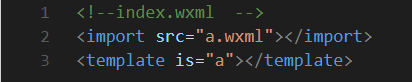 1 <!--index.wxml  -->
2 <import src="a.wxml"></import>
3 <template is="a"></template>